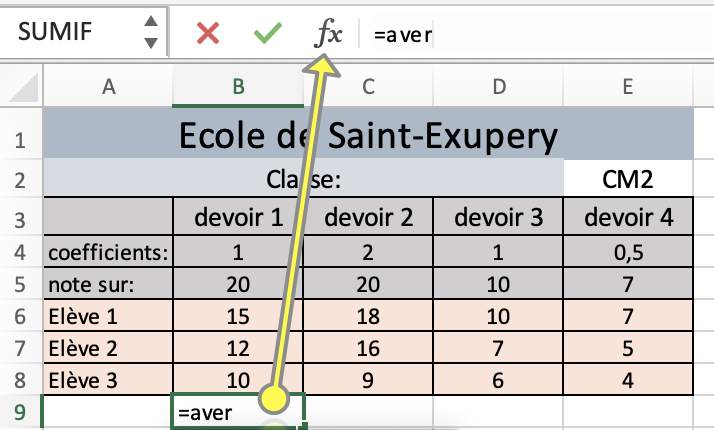 SUMIF fx =aver
A B C D E
1 Ecole de Saint-Exupery
2 Classe: CM2
3 devoir 1 devoir 2 devoir 3 devoir 4
4 coefficients: 1 2 1 0,5
5 note sur: 20 20 10 7
6 Elève 1 15 18 10 7
7 Elève 2 12 16 7 5
8 Elève 3 10 9 6 4
9 =aver